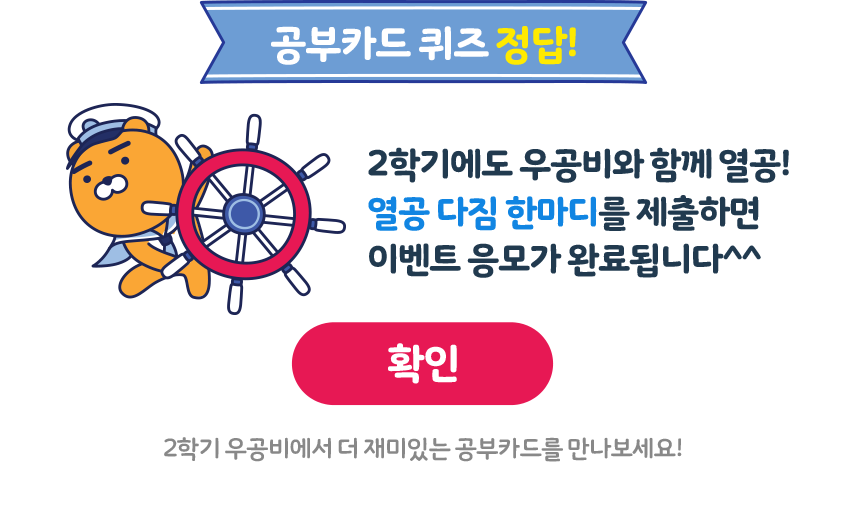 공부카드 퀴즈 정답!
2학기에도 우공비와 함께 열공!
열공 다짐 한마디를 제출하면
이벤트 응모가 완료됩니다^^
확인
2학기 우공비에서 더 재미있는 공부카드를 만나보세요!